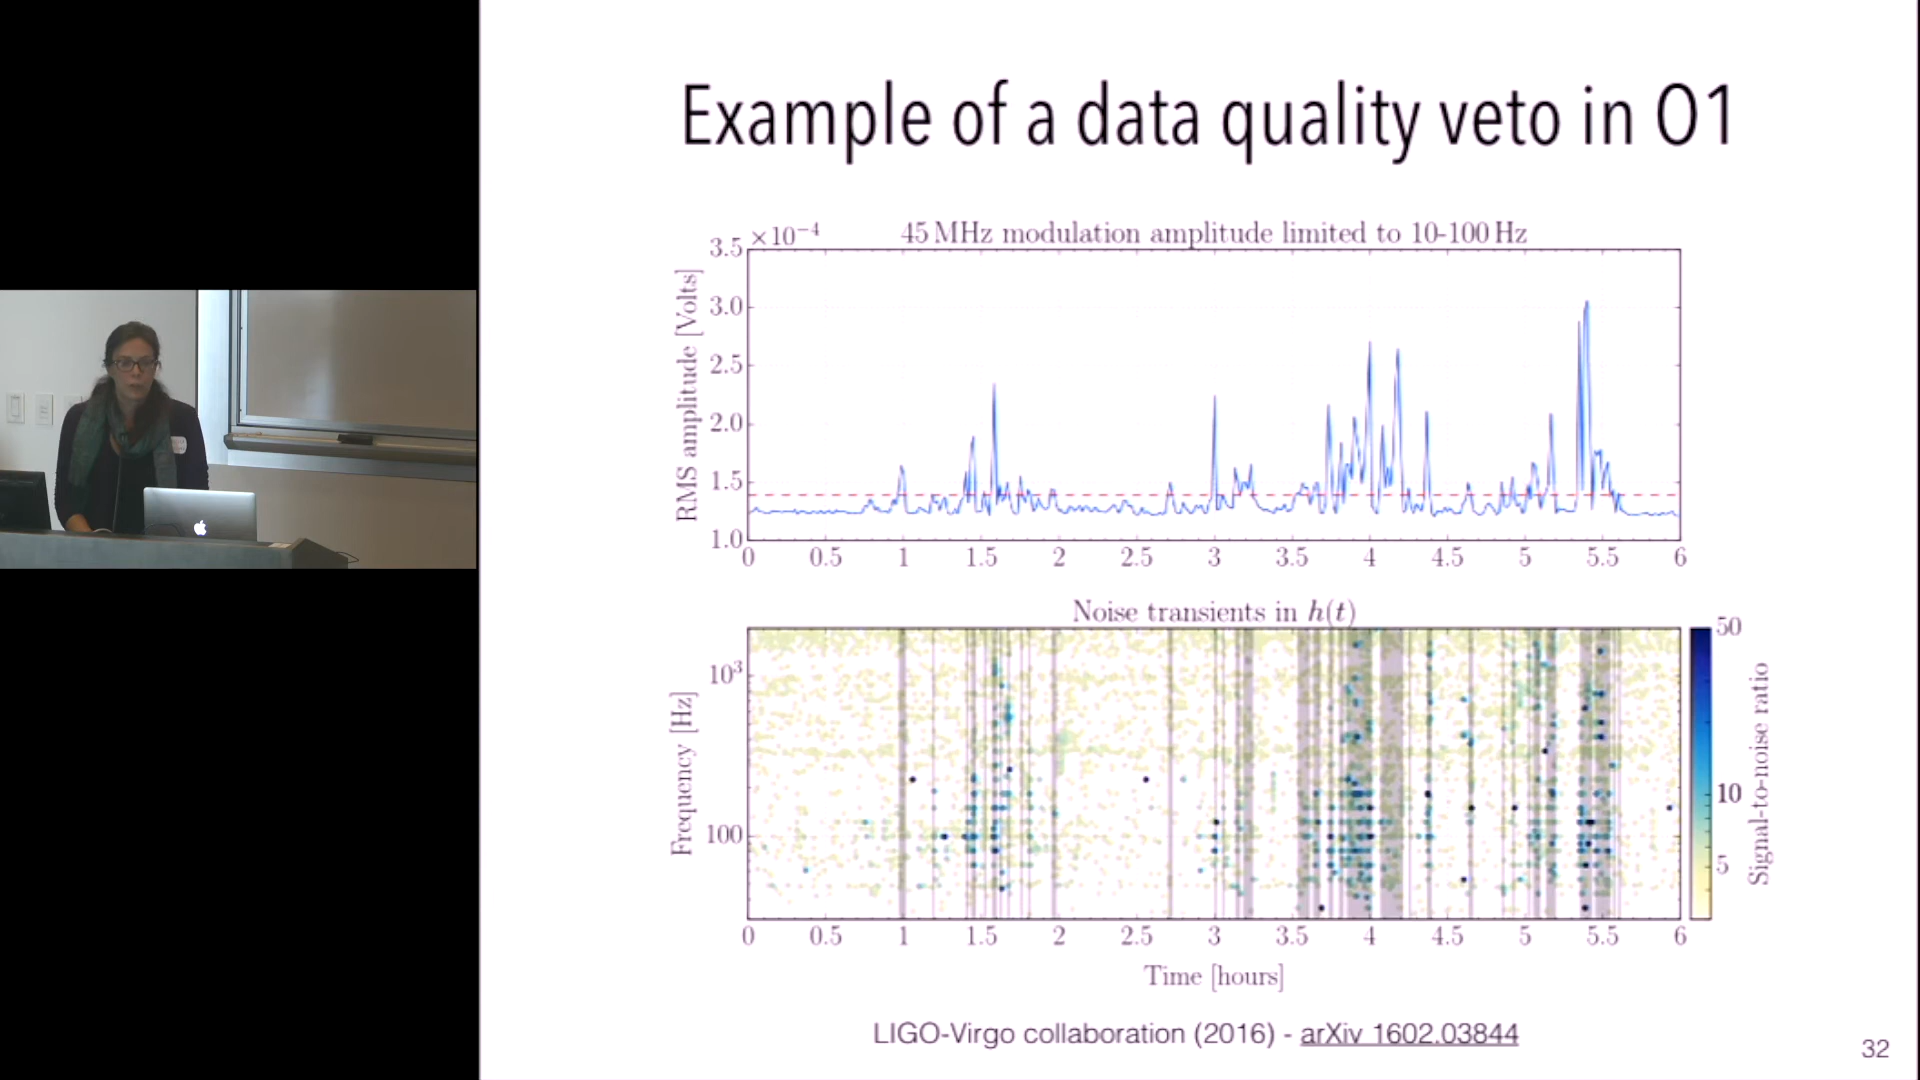 Example of a data quality veto in O1
45 MHz modulation amplitude limited to 10-100 Hz
×10⁻⁴
RMS amplitude [Volts]
3.5
3.0
2.5
2.0
1.5
1.0
0 0.5 1 1.5 2 2.5 3 3.5 4 4.5 5 5.5 6
Noise transients in h(t)
Frequency [Hz]
10³
100
0 0.5 1 1.5 2 2.5 3 3.5 4 4.5 5 5.5 6
Time [hours]
50
10
5
Signal-to-noise ratio
LIGO-Virgo collaboration (2016) - arXiv 1602.03844
32